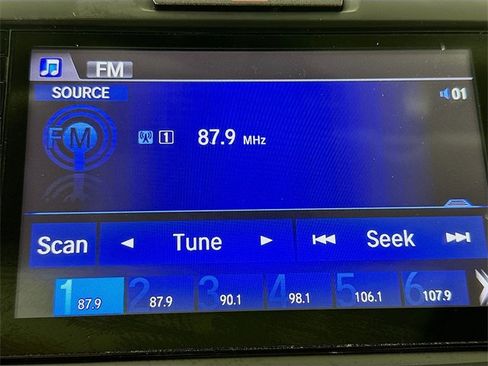 FM
SOURCE
01
FM
1 87.9 MHz
Scan Tune Seek
1 2 3 4 5 6
87.9 87.9 90.1 98.1 106.1 107.9